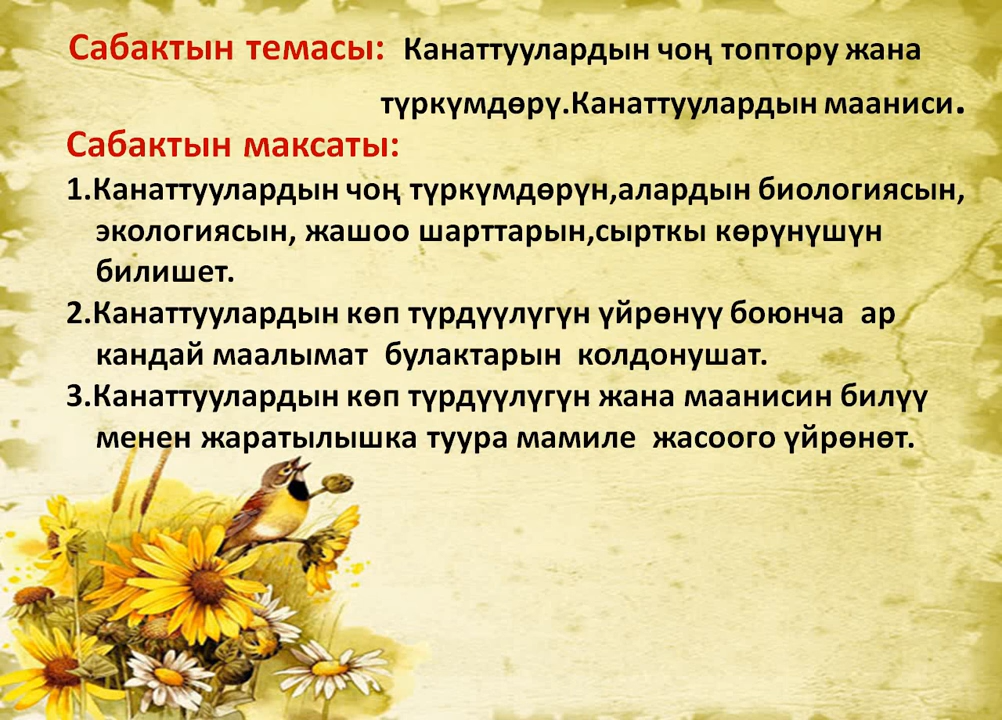 Сабактын темасы: Канаттуулардын чоң топтору жана
түркүмдөрү.Канаттуулардын мааниси.
Сабактын максаты:
1.Канаттуулардын чоң түркүмдөрүн,алардын биологиясын,
экологиясын, жашоо шарттарын,сырткы көрүнүшүн
билишет.
2.Канаттуулардын көп түрдүүлүгүн үйрөнүү боюнча ар
кандай маалымат булактарын колдонушат.
3.Канаттуулардын көп түрдүүлүгүн жана маанисин билүү
менен жаратылышка туура мамиле жасоого үйрөнөт.